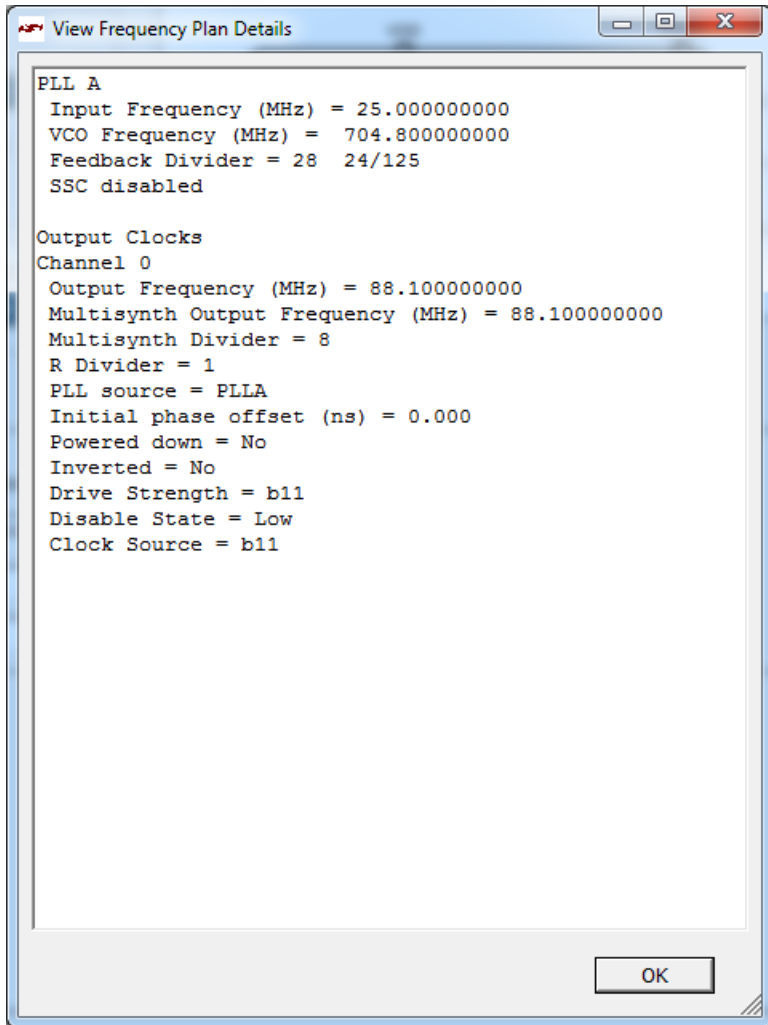 View Frequency Plan Details
PLL A
Input Frequency (MHz) = 25.000000000
VCO Frequency (MHz) =  704.800000000
Feedback Divider = 28  24/125
SSC disabled
Output Clocks
Channel 0
Output Frequency (MHz) = 88.100000000
Multisynth Output Frequency (MHz) = 88.100000000
Multisynth Divider = 8
R Divider = 1
PLL source = PLLA
Initial phase offset (ns) = 0.000
Powered down = No
Inverted = No
Drive Strength = b11
Disable State = Low
Clock Source = b11
OK